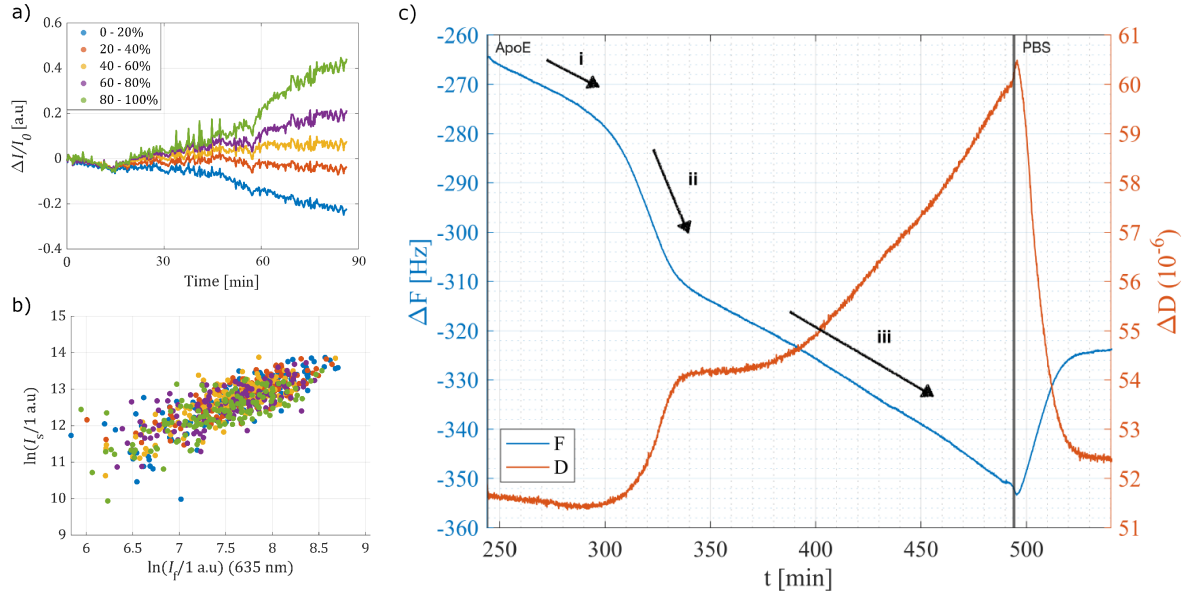 a)
0.6
0.4
0.2
0
-0.2
-0.4
ΔI/I0 [a.u]
0 - 20%
20 - 40%
40 - 60%
60 - 80%
80 - 100%
0
30
60
90
Time [min]
b)
15
14
13
12
11
10
9
ln(Is/1 a.u)
6
6.5
7
7.5
8
8.5
9
ln(If/1 a.u) (635 nm)
c)
-260
-270
-280
-290
-300
-310
-320
-330
-340
-350
-360
ΔF [Hz]
ApoE
PBS
i
ii
iii
F
D
250
300
350
400
450
500
t [min]
61
60
59
58
57
56
55
54
53
52
51
ΔD (10-6)